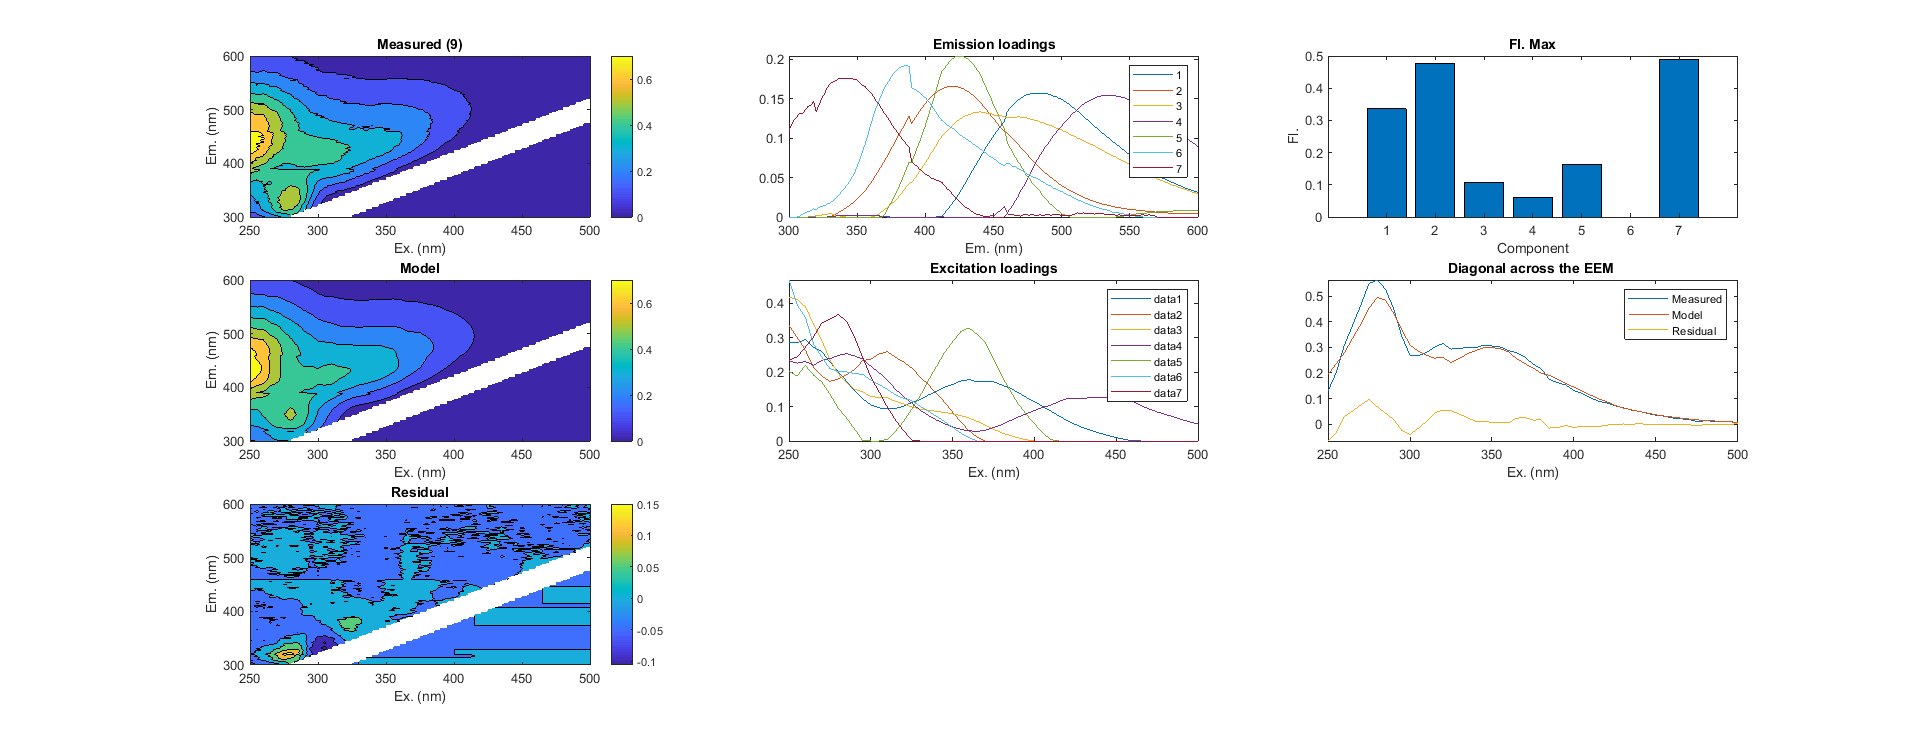 Measured (9)
600
500
400
300
Em. (nm)
250 300 350 400 450 500
Ex. (nm)
0.6
0.4
0.2
0
Emission loadings
0.2
0.15
0.1
0.05
0
300 350 400 450 500 550 600
Em. (nm)
1
2
3
4
5
6
7
Fl. Max
0.5
0.4
0.3
0.2
0.1
0
Fl.
1 2 3 4 5 6 7
Component
Model
600
500
400
300
Em. (nm)
250 300 350 400 450 500
Ex. (nm)
0.6
0.4
0.2
0
Excitation loadings
0.4
0.3
0.2
0.1
0
250 300 350 400 450 500
Ex. (nm)
data1
data2
data3
data4
data5
data6
data7
Diagonal across the EEM
0.5
0.4
0.3
0.2
0.1
0
250 300 350 400 450 500
Ex. (nm)
Measured
Model
Residual
Residual
600
500
400
300
Em. (nm)
250 300 350 400 450 500
Ex. (nm)
0.15
0.1
0.05
0
-0.05
-0.1